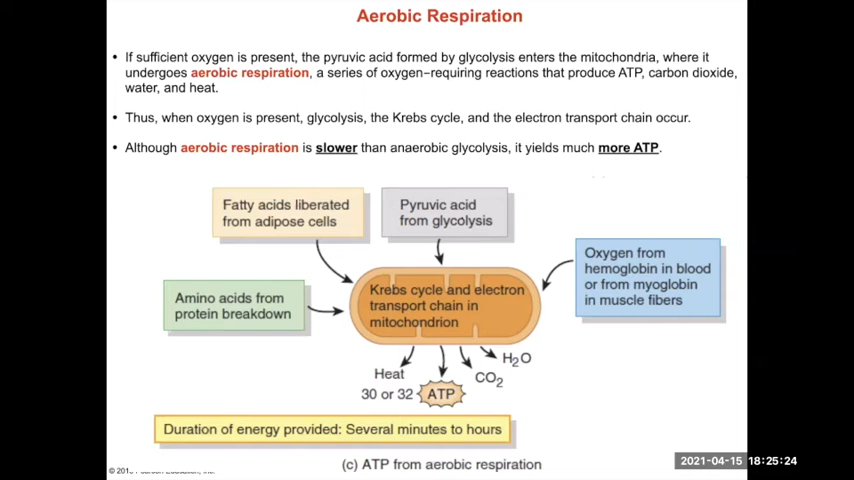 Aerobic Respiration
• If sufficient oxygen is present, the pyruvic acid formed by glycolysis enters the mitochondria, where it
undergoes aerobic respiration, a series of oxygen–requiring reactions that produce ATP, carbon dioxide,
water, and heat.
• Thus, when oxygen is present, glycolysis, the Krebs cycle, and the electron transport chain occur.
• Although aerobic respiration is slower than anaerobic glycolysis, it yields much more ATP.
Fatty acids liberated
from adipose cells
Pyruvic acid
from glycolysis
Oxygen from
hemoglobin in blood
or from myoglobin
in muscle fibers
Amino acids from
protein breakdown
Krebs cycle and electron
transport chain in
mitochondrion
Heat
30 or 32 ATP
CO₂
H₂O
Duration of energy provided: Several minutes to hours
(c) ATP from aerobic respiration
2021-04-15 18:25:24